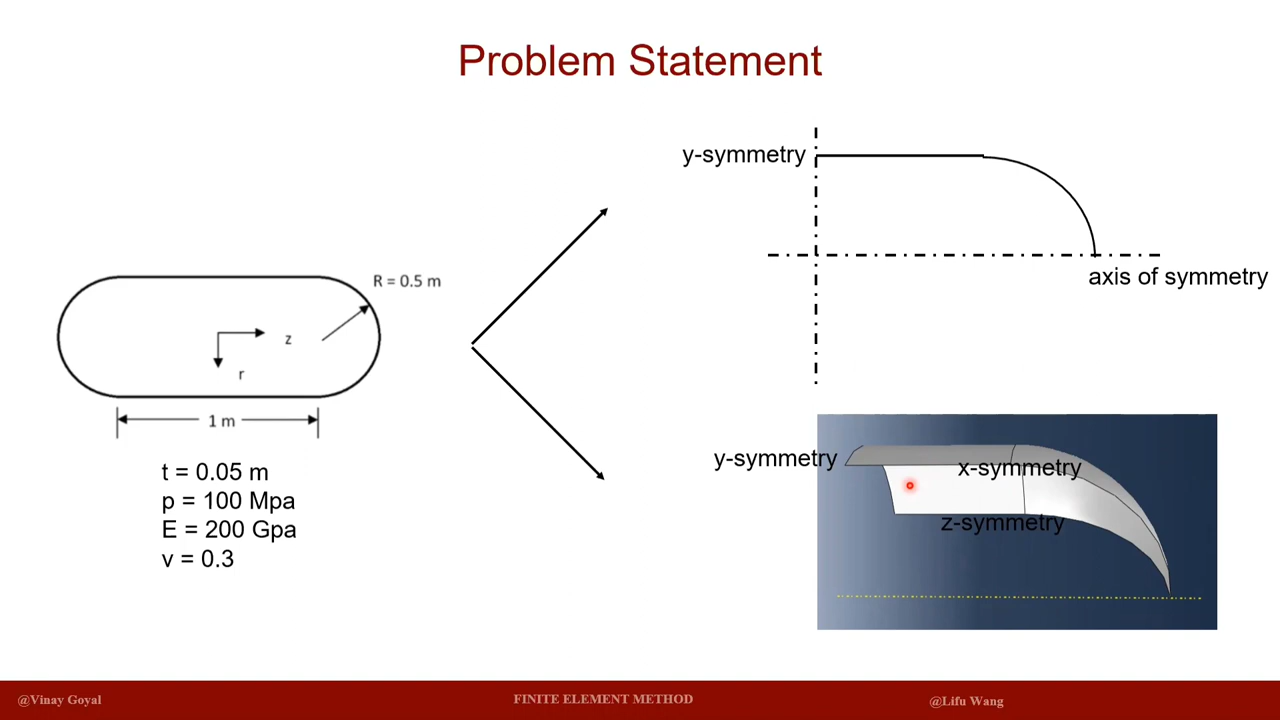 Problem Statement
y-symmetry
axis of symmetry
R = 0.5 m
z
r
1 m
t = 0.05 m
p = 100 Mpa
E = 200 Gpa
v = 0.3
y-symmetry
x-symmetry
z-symmetry
@Vinay Goyal
FINITE ELEMENT METHOD
@Lifu Wang